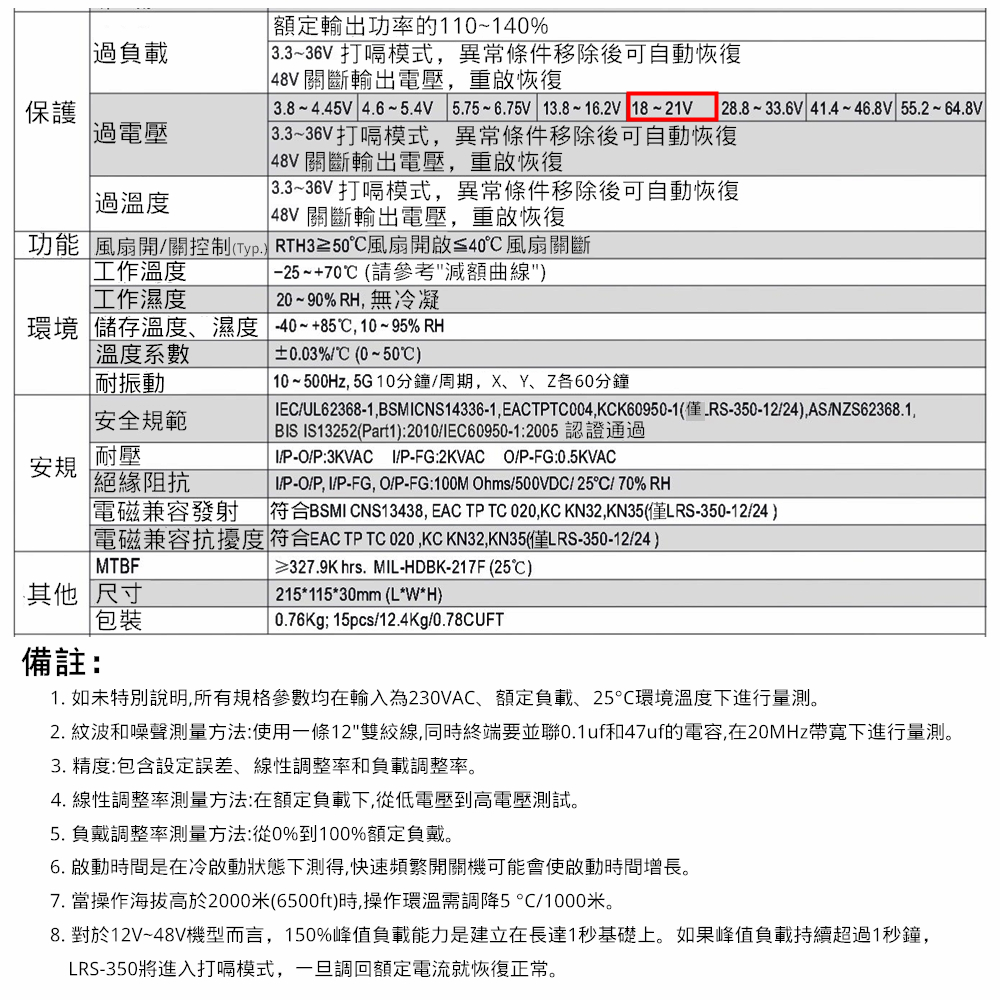 保護
過負載
額定輸出功率的110~140%
3.3~36V 打嗝模式，異常條件移除後可自動恢復
48V 關斷輸出電壓，重啟恢復
過電壓
3.8 ~ 4.45V 4.6 ~ 5.4V 5.75 ~ 6.75V 13.8 ~ 16.2V 18 ~ 21V 28.8 ~ 33.6V 41.4 ~ 46.8V 55.2 ~ 64.8V
3.3~36V 打嗝模式，異常條件移除後可自動恢復
48V 關斷輸出電壓，重啟恢復
過溫度
3.3~36V 打嗝模式，異常條件移除後可自動恢復
48V 關斷輸出電壓，重啟恢復
功能 風扇開/關控制(Typ.) RTH3≧50℃風扇開啟≦40℃ 風扇關斷
環境
工作溫度 -25 ~ +70℃ (請參考"減額曲線")
工作濕度 20 ~ 90% RH, 無冷凝
儲存溫度、濕度 -40 ~ +85℃, 10 ~ 95% RH
溫度系數 ±0.03%/℃ (0 ~ 50℃)
耐振動 10 ~ 500Hz, 5G 10分鐘/周期，X、Y、Z各60分鐘
安規
安全規範
IEC/UL62368-1,BSMICNS14336-1,EACTPTC004,KCK60950-1(僅LRS-350-12/24),AS/NZS62368.1,
BIS IS13252(Part1):2010/IEC60950-1:2005 認證通過
耐壓 I/P-O/P:3KVAC I/P-FG:2KVAC O/P-FG:0.5KVAC
絕緣阻抗 I/P-O/P, I/P-FG, O/P-FG:100M Ohms/500VDC/ 25℃/ 70% RH
電磁兼容發射 符合BSMI CNS13438, EAC TP TC 020,KC KN32,KN35(僅LRS-350-12/24 )
電磁兼容抗擾度 符合EAC TP TC 020 ,KC KN32,KN35(僅LRS-350-12/24 )
其他
MTBF ≥327.9K hrs. MIL-HDBK-217F (25℃)
尺寸 215*115*30mm (L*W*H)
包裝 0.76Kg; 15pcs/12.4Kg/0.78CUFT
備註:
1. 如未特別說明,所有規格參數均在輸入為230VAC、額定負載、25°C環境溫度下進行量測。
2. 紋波和噪聲測量方法:使用一條12"雙絞線,同時終端要並聯0.1uf和47uf的電容,在20MHz帶寬下進行量測。
3. 精度:包含設定誤差、線性調整率和負載調整率。
4. 線性調整率測量方法:在額定負載下,從低電壓到高電壓測試。
5. 負戴調整率測量方法:從0%到100%額定負戴。
6. 啟動時間是在冷啟動狀態下測得,快速頻繁開關機可能會使啟動時間增長。
7. 當操作海拔高於2000米(6500ft)時,操作環溫需調降5 °C/1000米。
8. 對於12V~48V機型而言，150%峰值負載能力是建立在長達1秒基礎上。如果峰值負載持續超過1秒鐘，
LRS-350將進入打嗝模式，一旦調回額定電流就恢復正常。